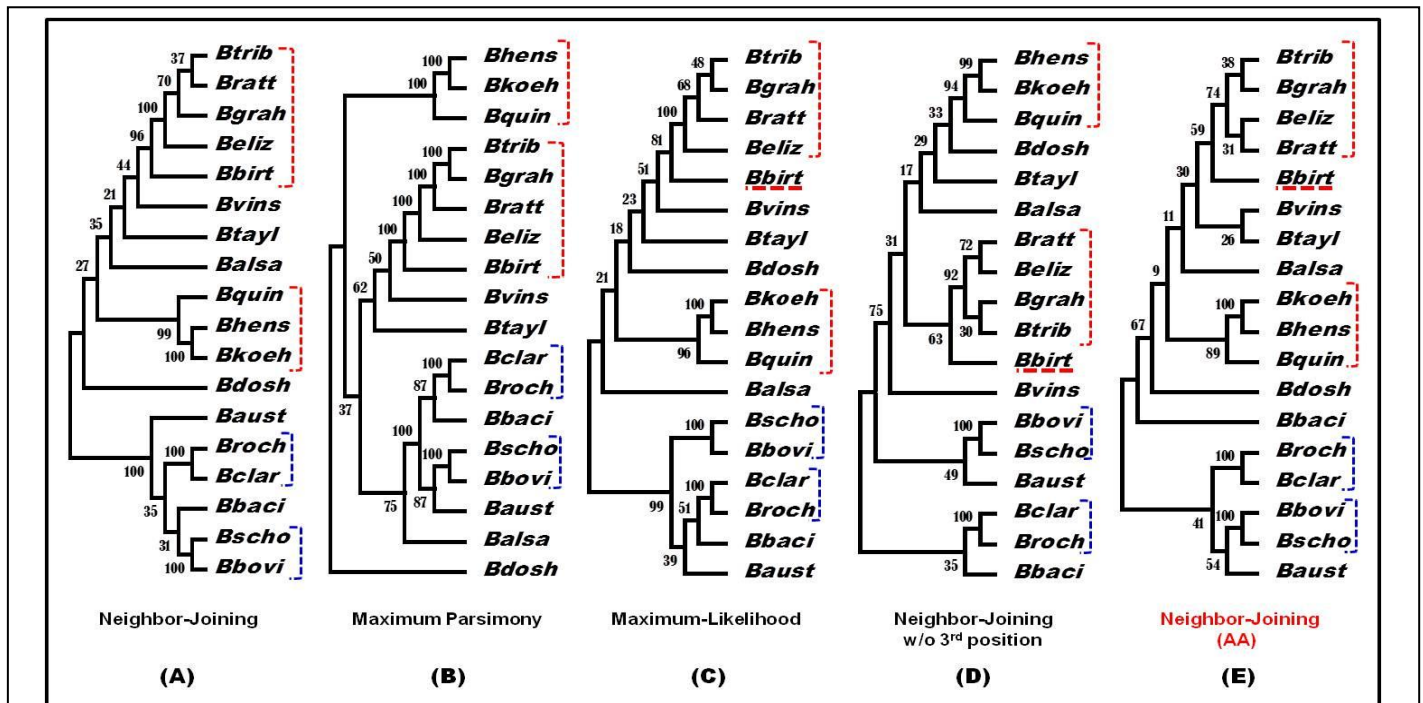 37
Btrib
70
Bratt
100
Bgrah
96
Beliz
44
Bbirt
21
Bvins
35
Btayl
27
Balsa
Bquin
99
Bhens
100
Bkoeh
Bdosh
Baust
100
100
Broch
Bclar
35
Bbaci
31
Bscho
100
Bbovi
Neighbor-Joining
(A)
100
Bhens
100
Bkoeh
Bquin
100
Btrib
100
Bgrah
100
Bratt
100
Beliz
50
Bbirt
62
Bvins
Btayl
37
100
Bclar
87
Broch
Bbaci
100
100
Bscho
87
Bbovi
75
Baust
Balsa
Bdosh
Maximum Parsimony
(B)
48
Btrib
68
Bgrah
100
Bratt
81
Beliz
51
Bbirt
23
Bvins
18
Btayl
21
Bdosh
100
Bkoeh
Bhens
96
Bquin
Balsa
100
Bscho
Bbovi
99
100
Bclar
51
Broch
Bbaci
39
Baust
Maximum-Likelihood
(C)
99
Bhens
94
Bkoeh
33
Bquin
29
Bdosh
17
Btayl
Balsa
31
72
Bratt
92
Beliz
Bgrah
30
Btrib
63
Bbirt
75
Bvins
100
Bbovi
Bscho
49
Baust
100
Bclar
Broch
35
Bbaci
Neighbor-Joining
w/o 3rd position
(D)
38
Btrib
74
Bgrah
59
Beliz
31
Bratt
30
Bbirt
11
Bvins
26
Btayl
9
Balsa
67
100
Bkoeh
Bhens
89
Bquin
Bdosh
Bbaci
100
Broch
Bclar
41
100
Bbovi
Bscho
54
Baust
Neighbor-Joining
(AA)
(E)